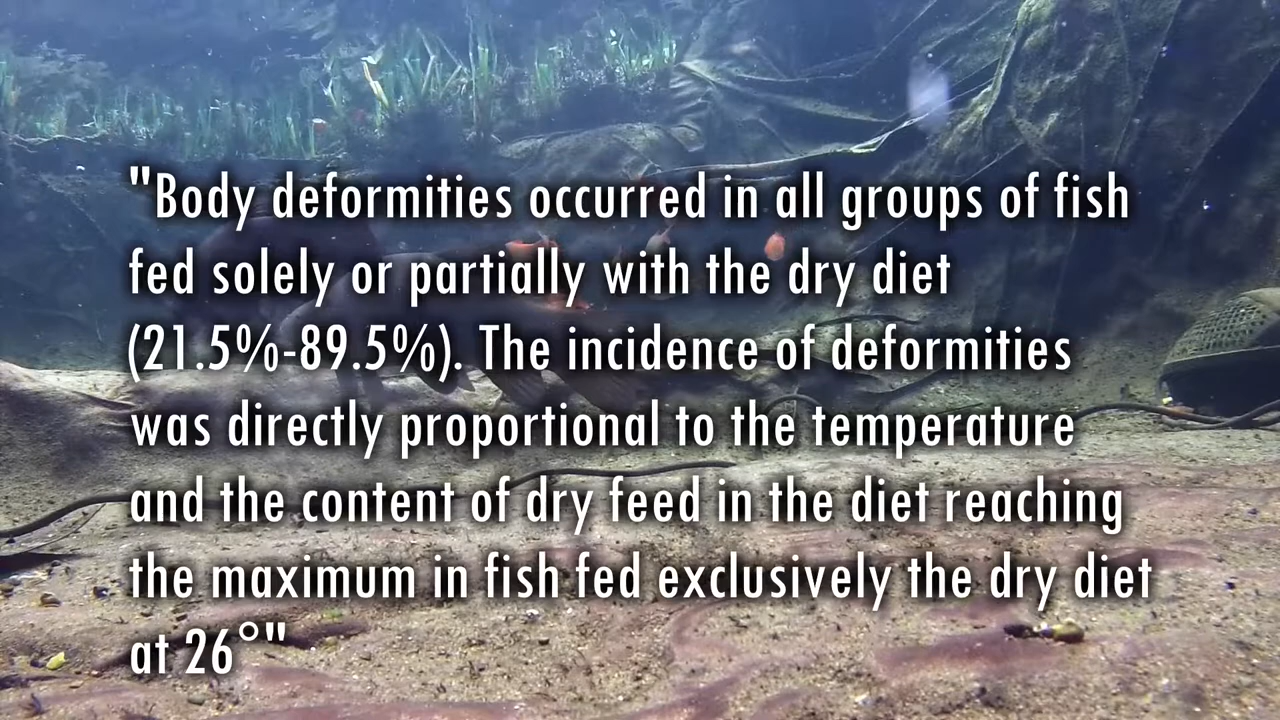 "Body deformities occurred in all groups of fish
fed solely or partially with the dry diet
(21.5%-89.5%). The incidence of deformities
was directly proportional to the temperature
and the content of dry feed in the diet reaching
the maximum in fish fed exclusively the dry diet
at 26°"